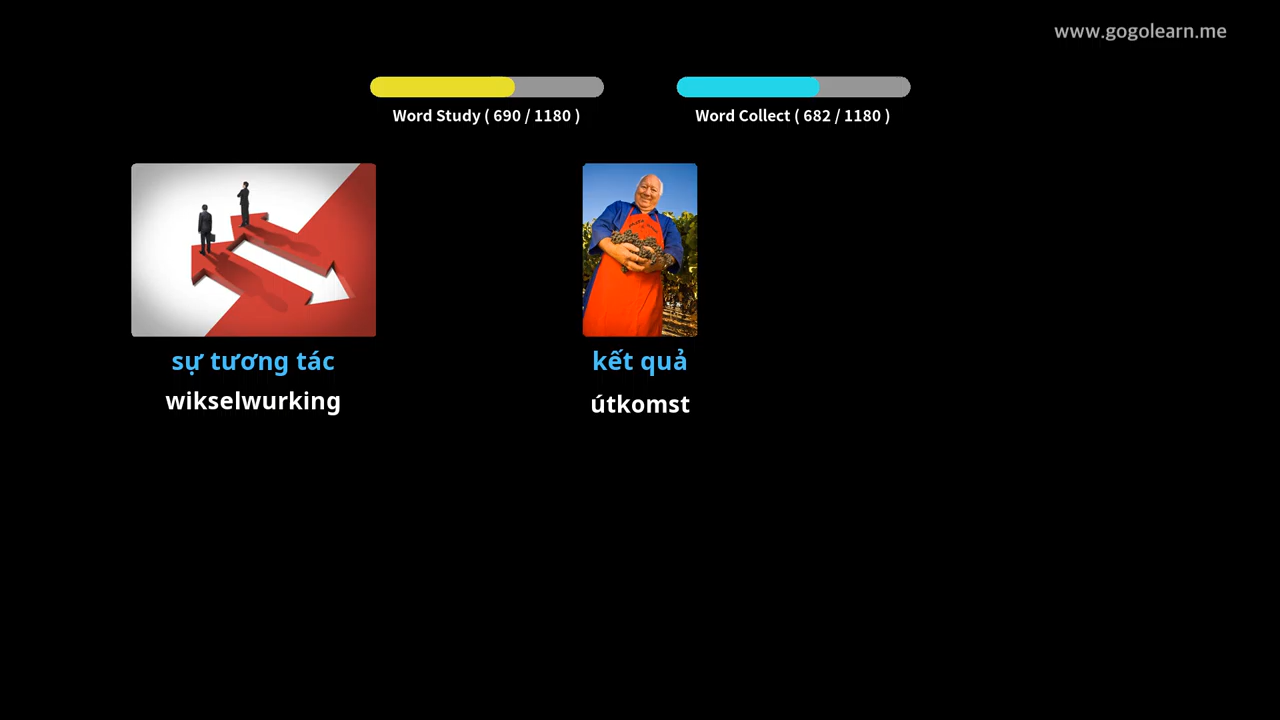 www.gogolearn.me
Word Study ( 690 / 1180 )
Word Collect ( 682 / 1180 )
sự tương tác
kết quả
wikselwurking
útkomst